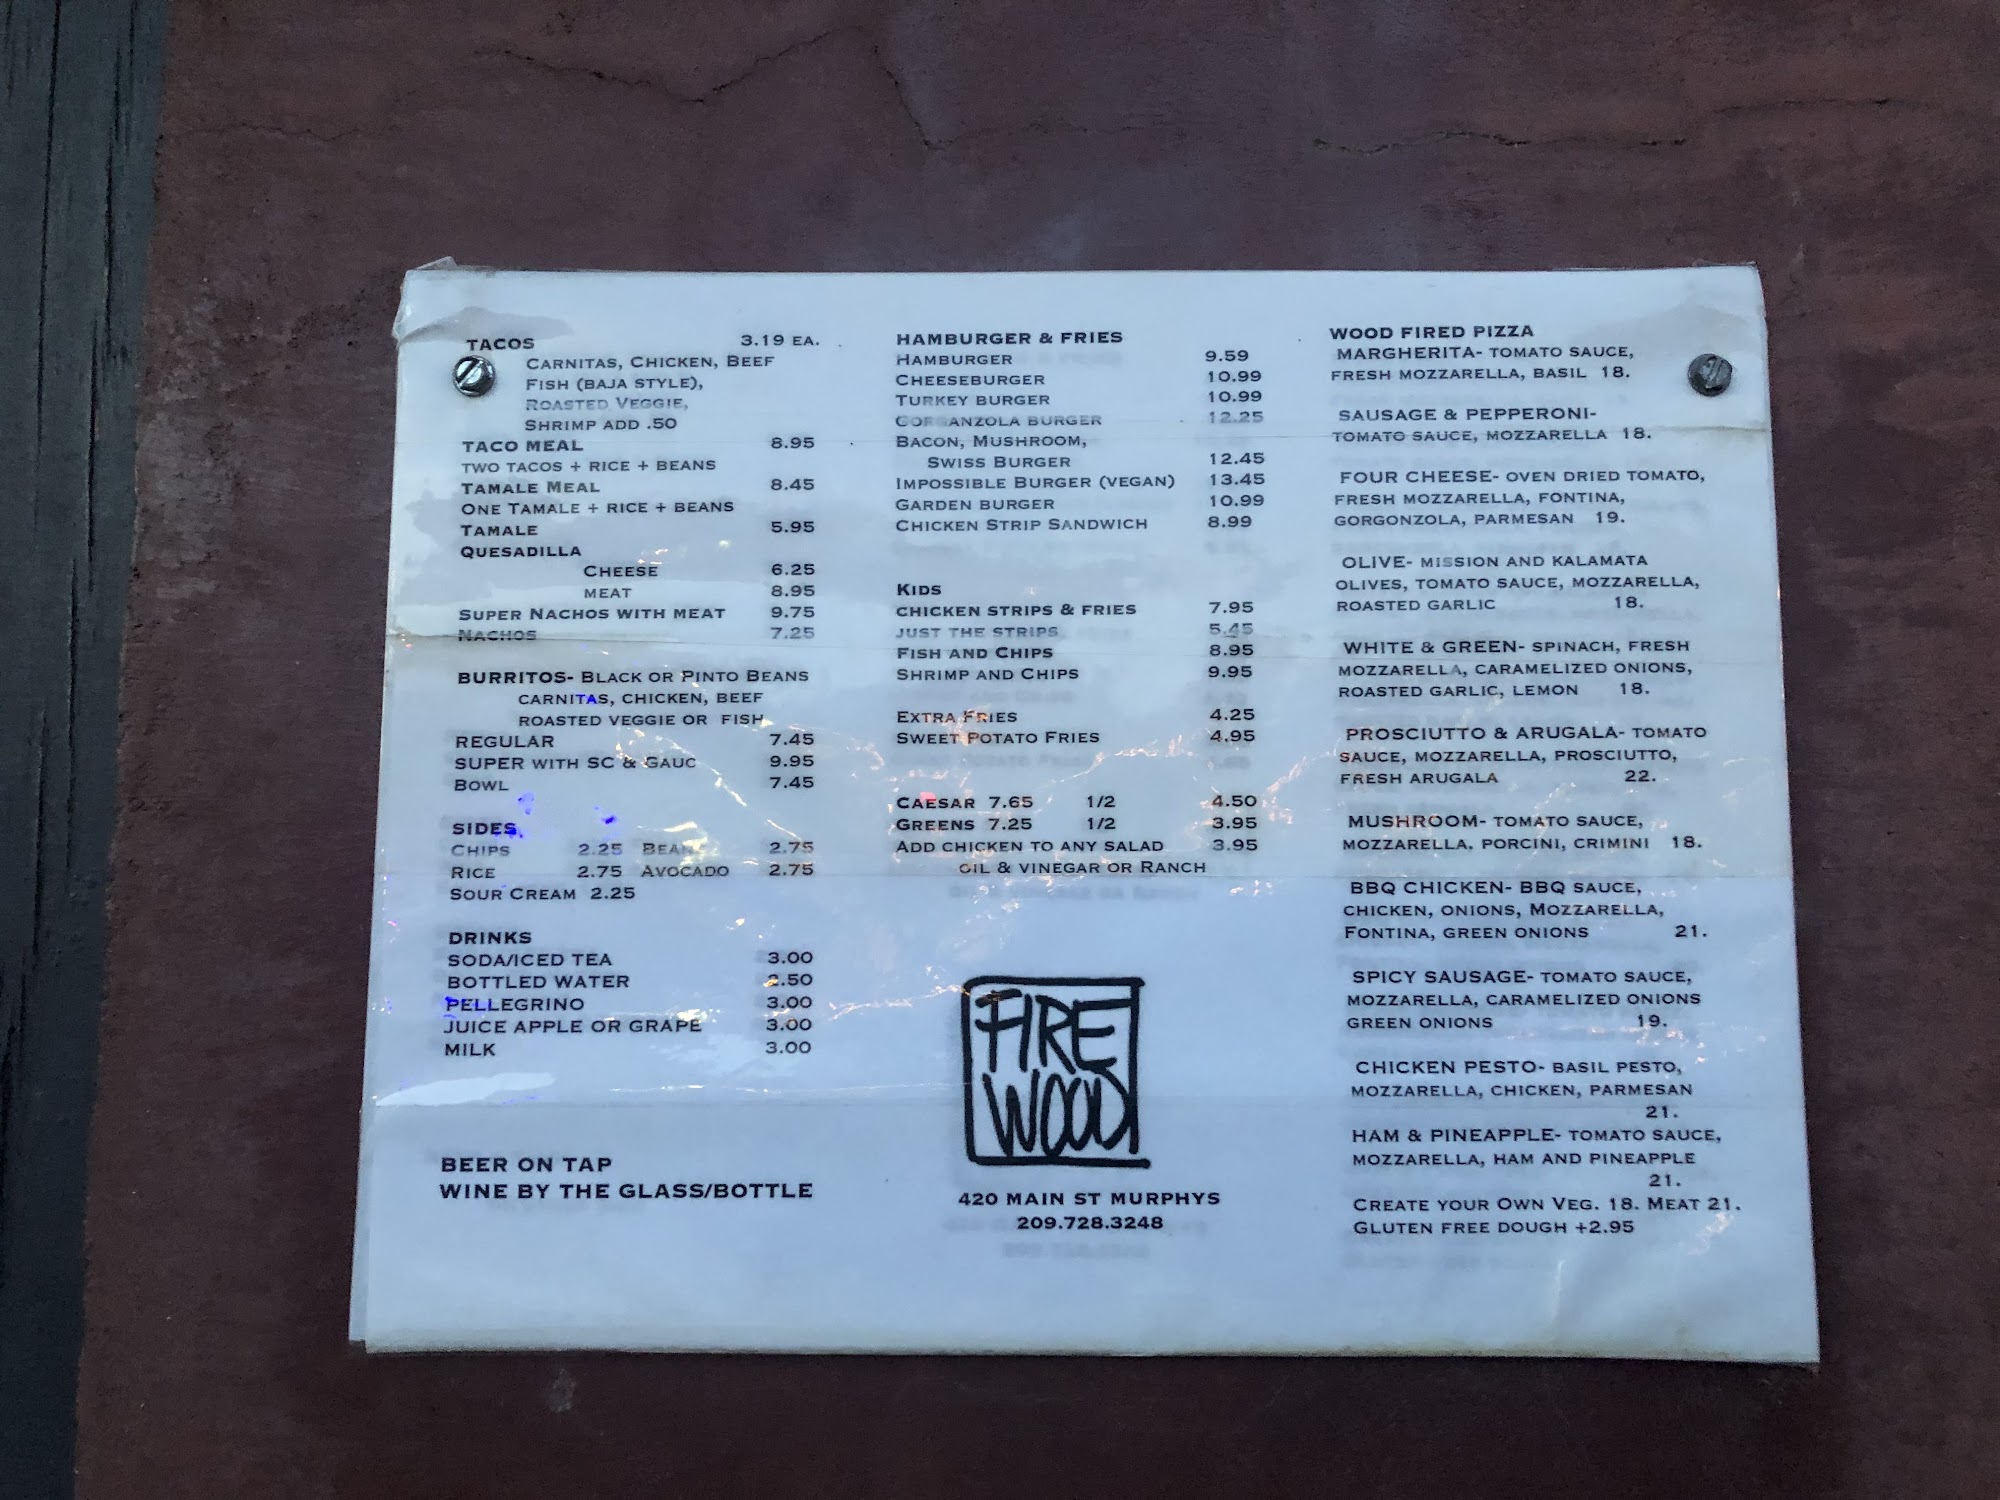 TACOS 3.19 EA.
CARNITAS, CHICKEN, BEEF
FISH (BAJA STYLE),
ROASTED VEGGIE,
SHRIMP ADD .50
TACO MEAL 8.95
TWO TACOS + RICE + BEANS
TAMALE MEAL 8.45
ONE TAMALE + RICE + BEANS
TAMALE 5.95
QUESADILLA
CHEESE 6.25
MEAT 8.95
SUPER NACHOS WITH MEAT 9.75
NACHOS 7.25
BURRITOS- BLACK OR PINTO BEANS
CARNITAS, CHICKEN, BEEF
ROASTED VEGGIE OR FISH
REGULAR 7.45
SUPER WITH SC & GAUC 9.95
BOWL 7.45
SIDES
CHIPS 2.25 BEANS 2.75
RICE 2.75 AVOCADO 2.75
SOUR CREAM 2.25
DRINKS
SODA/ICED TEA 3.00
BOTTLED WATER 2.50
PELLEGRINO 3.00
JUICE APPLE OR GRAPE 3.00
MILK 3.00
BEER ON TAP
WINE BY THE GLASS/BOTTLE
HAMBURGER & FRIES
HAMBURGER 9.59
CHEESEBURGER 10.99
TURKEY BURGER 10.99
GORGANZOLA BURGER 12.25
BACON, MUSHROOM,
SWISS BURGER 12.45
IMPOSSIBLE BURGER (VEGAN) 13.45
GARDEN BURGER 10.99
CHICKEN STRIP SANDWICH 8.99
KIDS
CHICKEN STRIPS & FRIES 7.95
JUST THE STRIPS 5.45
FISH AND CHIPS 8.95
SHRIMP AND CHIPS 9.95
EXTRA FRIES 4.25
SWEET POTATO FRIES 4.95
CAESAR 7.65 1/2 4.50
GREENS 7.25 1/2 3.95
ADD CHICKEN TO ANY SALAD 3.95
OIL & VINEGAR OR RANCH
FIRE
WOOD
420 MAIN ST MURPHYS
209.728.3248
WOOD FIRED PIZZA
MARGHERITA- TOMATO SAUCE,
FRESH MOZZARELLA, BASIL 18.
SAUSAGE & PEPPERONI-
TOMATO SAUCE, MOZZARELLA 18.
FOUR CHEESE- OVEN DRIED TOMATO,
FRESH MOZZARELLA, FONTINA,
GORGONZOLA, PARMESAN 19.
OLIVE- MISSION AND KALAMATA
OLIVES, TOMATO SAUCE, MOZZARELLA,
ROASTED GARLIC 18.
WHITE & GREEN- SPINACH, FRESH
MOZZARELLA, CARAMELIZED ONIONS,
ROASTED GARLIC, LEMON 18.
PROSCIUTTO & ARUGALA- TOMATO
SAUCE, MOZZARELLA, PROSCIUTTO,
FRESH ARUGALA 22.
MUSHROOM- TOMATO SAUCE,
MOZZARELLA. PORCINI, CRIMINI 18.
BBQ CHICKEN- BBQ SAUCE,
CHICKEN, ONIONS, MOZZARELLA,
FONTINA, GREEN ONIONS 21.
SPICY SAUSAGE- TOMATO SAUCE,
MOZZARELLA, CARAMELIZED ONIONS
GREEN ONIONS 19.
CHICKEN PESTO- BASIL PESTO,
MOZZARELLA, CHICKEN, PARMESAN
21.
HAM & PINEAPPLE- TOMATO SAUCE,
MOZZARELLA, HAM AND PINEAPPLE
21.
CREATE YOUR OWN VEG. 18. MEAT 21.
GLUTEN FREE DOUGH +2.95